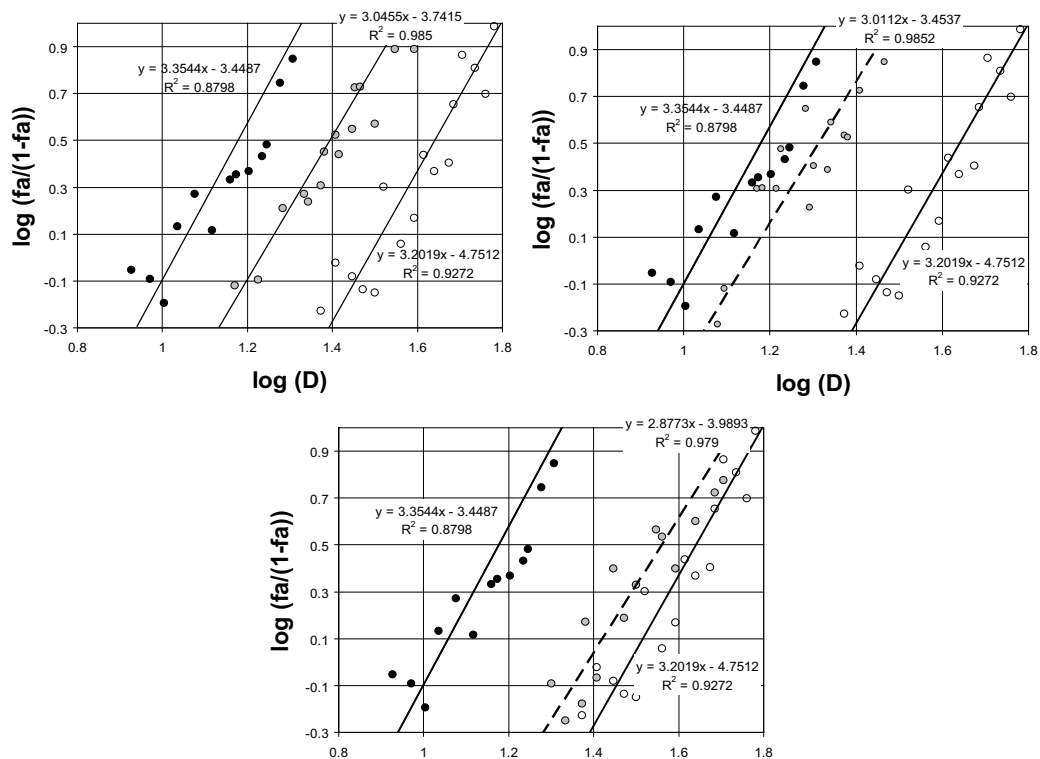 y = 3.0455x - 3.7415
R² = 0.985
y = 3.3544x - 3.4487
R² = 0.8798
y = 3.2019x - 4.7512
R² = 0.9272
0.9
0.7
0.5
0.3
0.1
-0.1
-0.3
0.8
1
1.2
1.4
1.6
1.8
log (fa/(1-fa))
log (D)
y = 3.0112x - 3.4537
R² = 0.9852
y = 3.3544x - 3.4487
R² = 0.8798
y = 3.2019x - 4.7512
R² = 0.9272
0.9
0.7
0.5
0.3
0.1
-0.1
-0.3
0.8
1
1.2
1.4
1.6
1.8
log (fa/(1-fa))
log (D)
y = 2.8773x - 3.9893
R² = 0.979
y = 3.3544x - 3.4487
R² = 0.8798
y = 3.2019x - 4.7512
R² = 0.9272
0.9
0.7
0.5
0.3
0.1
-0.1
-0.3
0.8
1
1.2
1.4
1.6
1.8
log (fa/(1-fa))